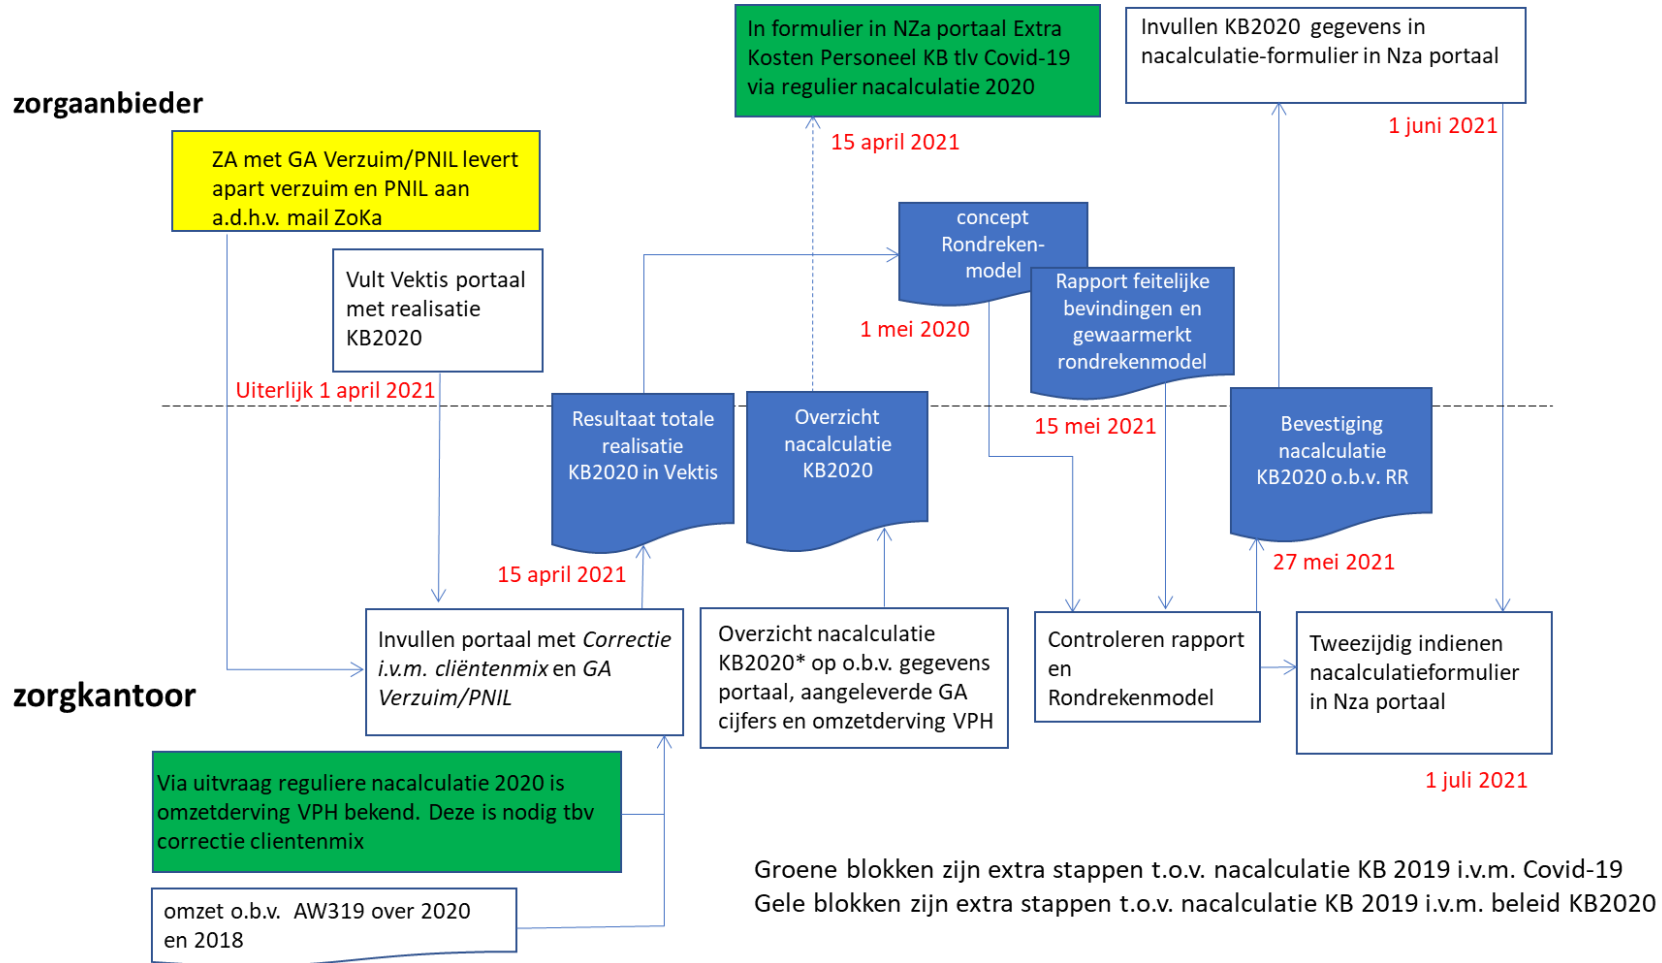 In formulier in NZa portaal Extra
Kosten Personeel KB tlv Covid-19
via regulier nacalculatie 2020
Invullen KB2020 gegevens in
nacalculatie-formulier in Nza portaal
zorgaanbieder
15 april 2021
1 juni 2021
ZA met GA Verzuim/PNIL levert
apart verzuim en PNIL aan
a.d.h.v. mail ZoKa
concept
Rondreken-
model
Vult Vektis portaal
met realisatie
KB2020
Rapport feitelijke
bevindingen en
gewaarmerkt
rondrekenmodel
1 mei 2020
Uiterlijk 1 april 2021
Resultaat totale
realisatie
KB2020 in Vektis
Overzicht
nacalculatie
KB2020
15 mei 2021
Bevestiging
nacalculatie
KB2020 o.b.v. RR
15 april 2021
27 mei 2021
zorgkantoor
Invullen portaal met Correctie
i.v.m. cliëntenmix en GA
Verzuim/PNIL
Overzicht nacalculatie
KB2020* op o.b.v. gegevens
portaal, aangeleverde GA
cijfers en omzetderving VPH
Controleren rapport
en
Rondrekenmodel
Tweezijdig indienen
nacalculatieformulier
in Nza portaal
1 juli 2021
Via uitvraag reguliere nacalculatie 2020 is
omzetderving VPH bekend. Deze is nodig tbv
correctie clientenmix
omzet o.b.v. AW319 over 2020
en 2018
Groene blokken zijn extra stappen t.o.v. nacalculatie KB 2019 i.v.m. Covid-19
Gele blokken zijn extra stappen t.o.v. nacalculatie KB 2019 i.v.m. beleid KB2020